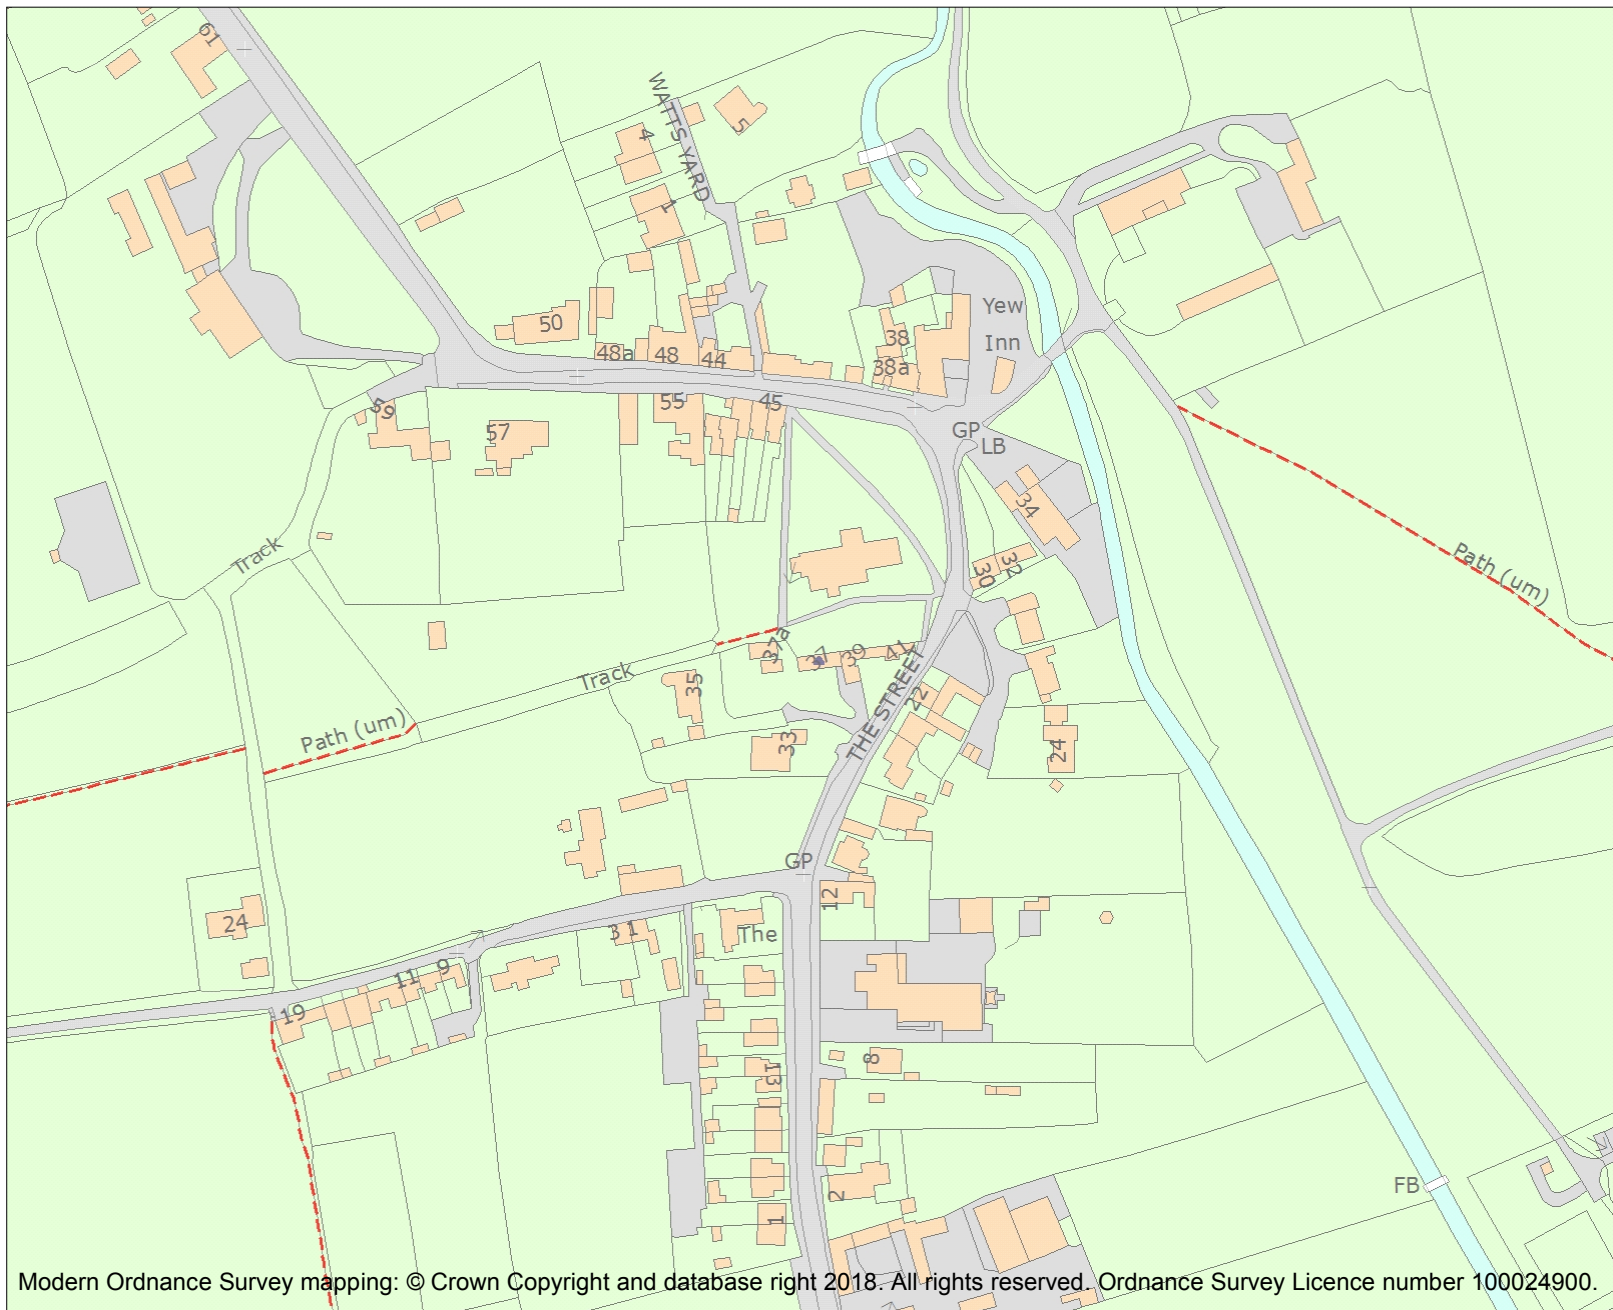 61
WATTS YARD
4
5
1
Yew
Inn
50
48a
48
44
38
38a
59
57
55
45
GP
LB
34
Track
30
32
Path (um)
37a
37
39
41
Track
35
THE STREET
22
Path (um)
33
24
GP
12
24
31
The
11
9
19
13
8
2
1
FB
Modern Ordnance Survey mapping: © Crown Copyright and database right 2018. All rights reserved. Ordnance Survey Licence number 100024900.